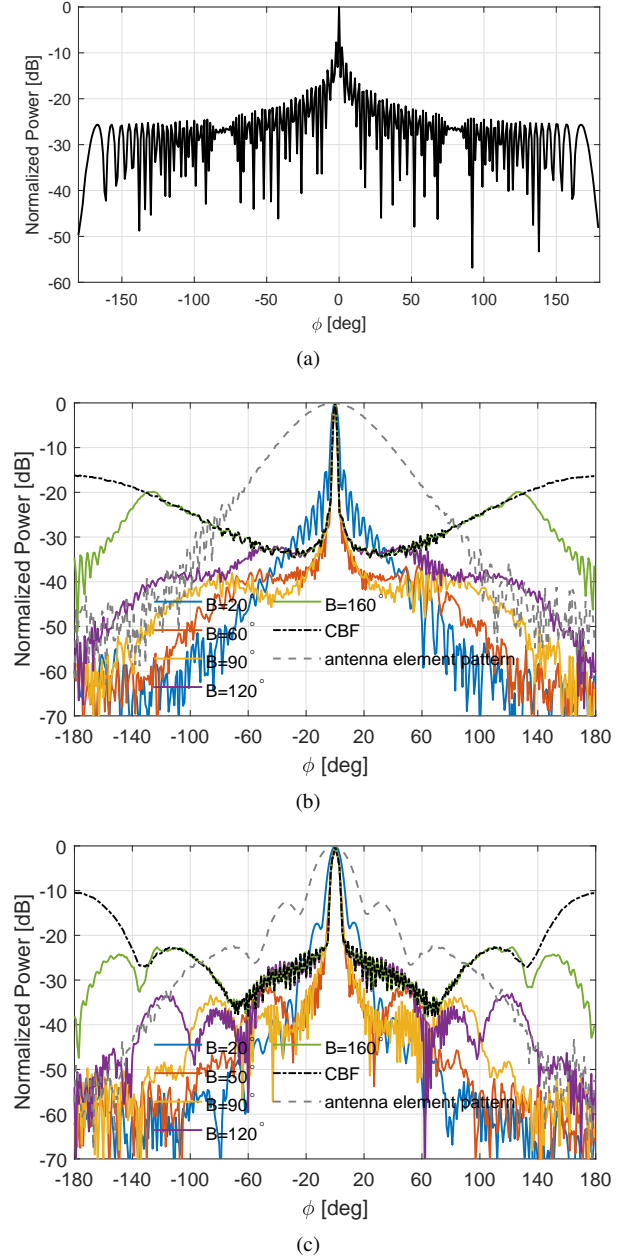 0
-10
-20
-30
-40
-50
-60
Normalized Power [dB]
-150 -100 -50 0 50 100 150
ϕ [deg]
(a)
0
-10
-20
-30
-40
-50
-60
-70
Normalized Power [dB]
B=20°
B=60°
B=90°
B=120°
B=160°
CBF
antenna element pattern
-180 -140 -100 -60 -20 20 60 100 140 180
ϕ [deg]
(b)
0
-10
-20
-30
-40
-50
-60
-70
Normalized Power [dB]
B=20°
B=50°
B=90°
B=120°
B=160°
CBF
antenna element pattern
-180 -140 -100 -60 -20 20 60 100 140 180
ϕ [deg]
(c)